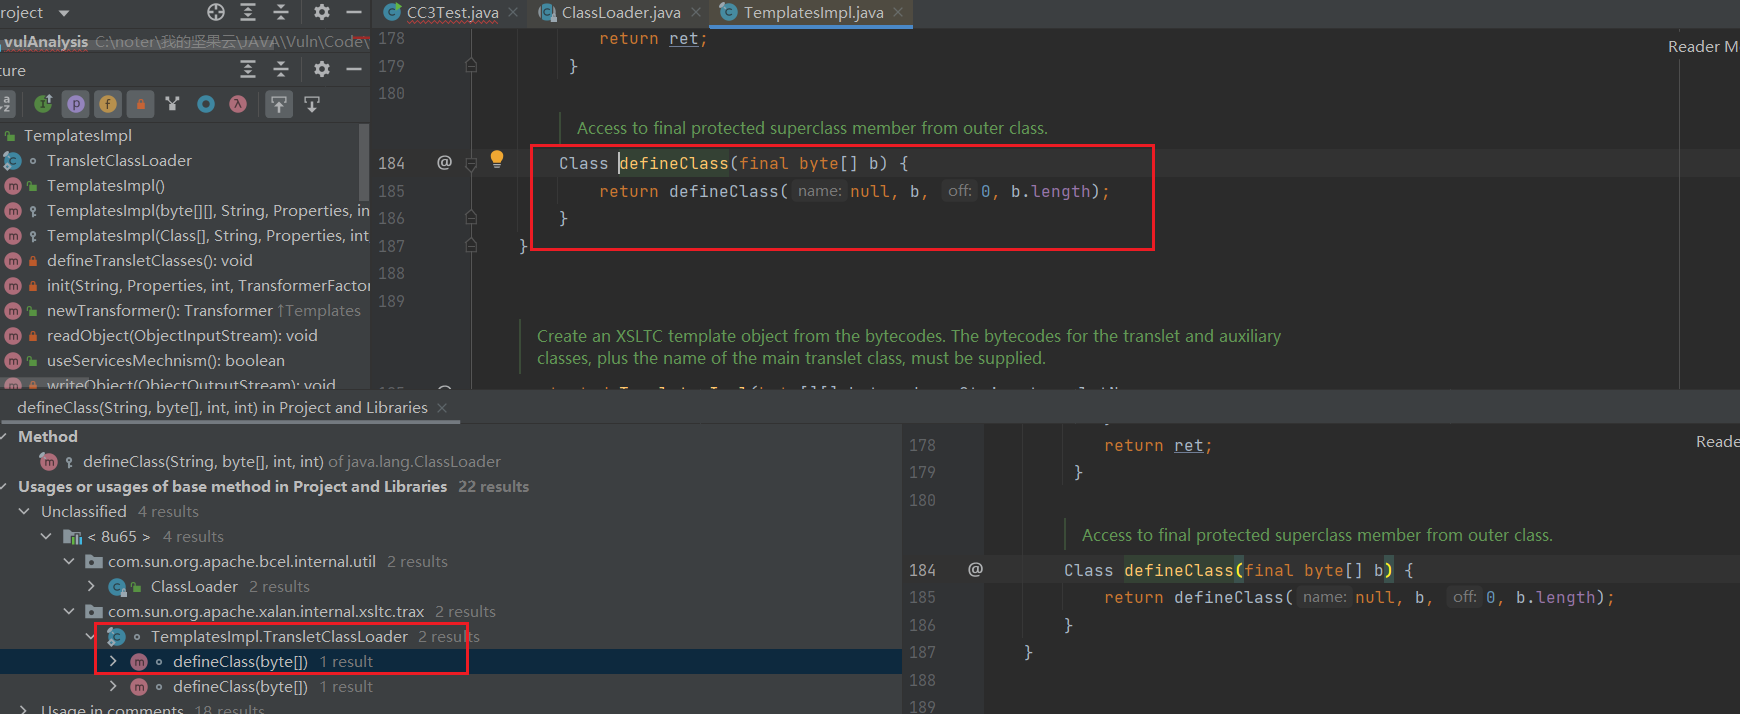 roject
CC3Test.java
ClassLoader.java
TemplatesImpl.java
vulAnalysis C:\noter\我的坚果云\JAVA\Vuln\Code\
ture
TemplatesImpl
TransletClassLoader
TemplatesImpl()
TemplatesImpl(byte[][], String, Properties, in
TemplatesImpl(Class[], String, Properties, int
defineTransletClasses(): void
init(String, Properties, int, TransformerFactor
newTransformer(): Transformer ↑Templates
readObject(ObjectInputStream): void
useServicesMechnism(): boolean
writeObject(ObjectOutputStream): void
Reader M
178 return ret;
179 }
180
Access to final protected superclass member from outer class.
184 @ Class defineClass(final byte[] b) {
185 return defineClass( name: null, b, off: 0, b.length);
186 }
187 }
188
189
Create an XSLTC template object from the bytecodes. The bytecodes for the translet and auxiliary
classes, plus the name of the main translet class, must be supplied.
defineClass(String, byte[], int, int) in Project and Libraries
Method
defineClass(String, byte[], int, int) of java.lang.ClassLoader
Usages or usages of base method in Project and Libraries 22 results
Unclassified 4 results
< 8u65 > 4 results
com.sun.org.apache.bcel.internal.util 2 results
ClassLoader 2 results
com.sun.org.apache.xalan.internal.xsltc.trax 2 results
TemplatesImpl.TransletClassLoader 2 results
defineClass(byte[]) 1 result
defineClass(byte[]) 1 result
Usage in comments 18 results
Reade
178 return ret;
179 }
180
Access to final protected superclass member from outer class.
184 @ Class defineClass(final byte[] b) {
185 return defineClass( name: null, b, off: 0, b.length);
186 }
187 }
188
189